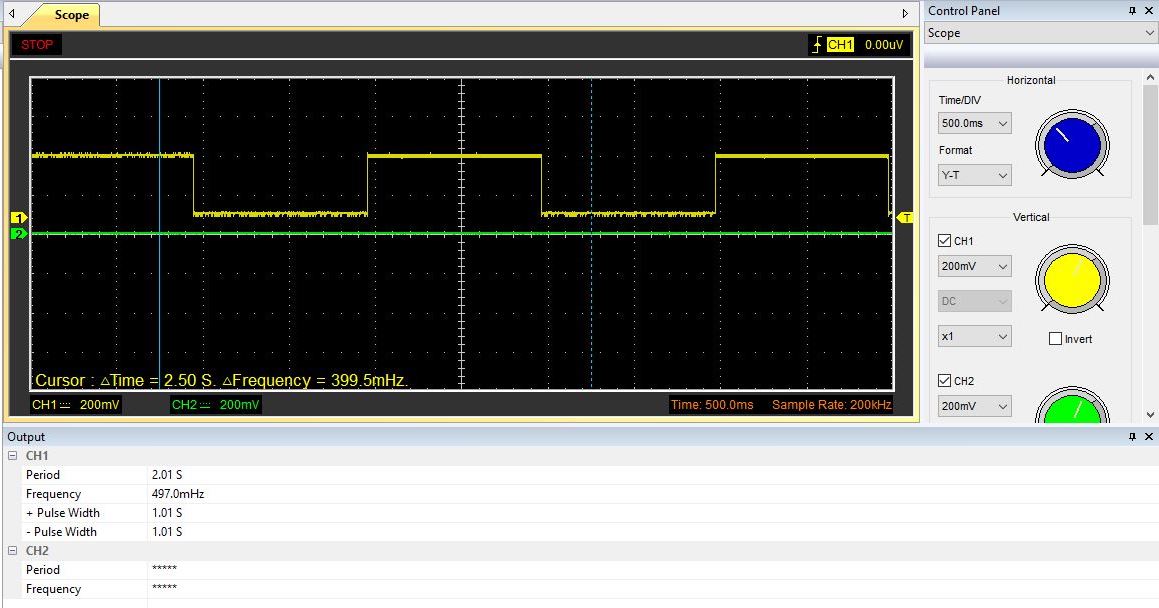 Scope
Control Panel
Scope
STOP
CH1 0.00uV
Horizontal
Time/DIV
500.0ms
Format
Y-T
Vertical
CH1
200mV
DC
x1
Invert
CH2
200mV
1
T
2
Cursor : △Time = 2.50 S. △Frequency = 399.5mHz.
CH1 200mV CH2 200mV Time: 500.0ms Sample Rate: 200kHz
Output
CH1
Period 2.01 S
Frequency 497.0mHz
+ Pulse Width 1.01 S
- Pulse Width 1.01 S
CH2
Period *****
Frequency *****